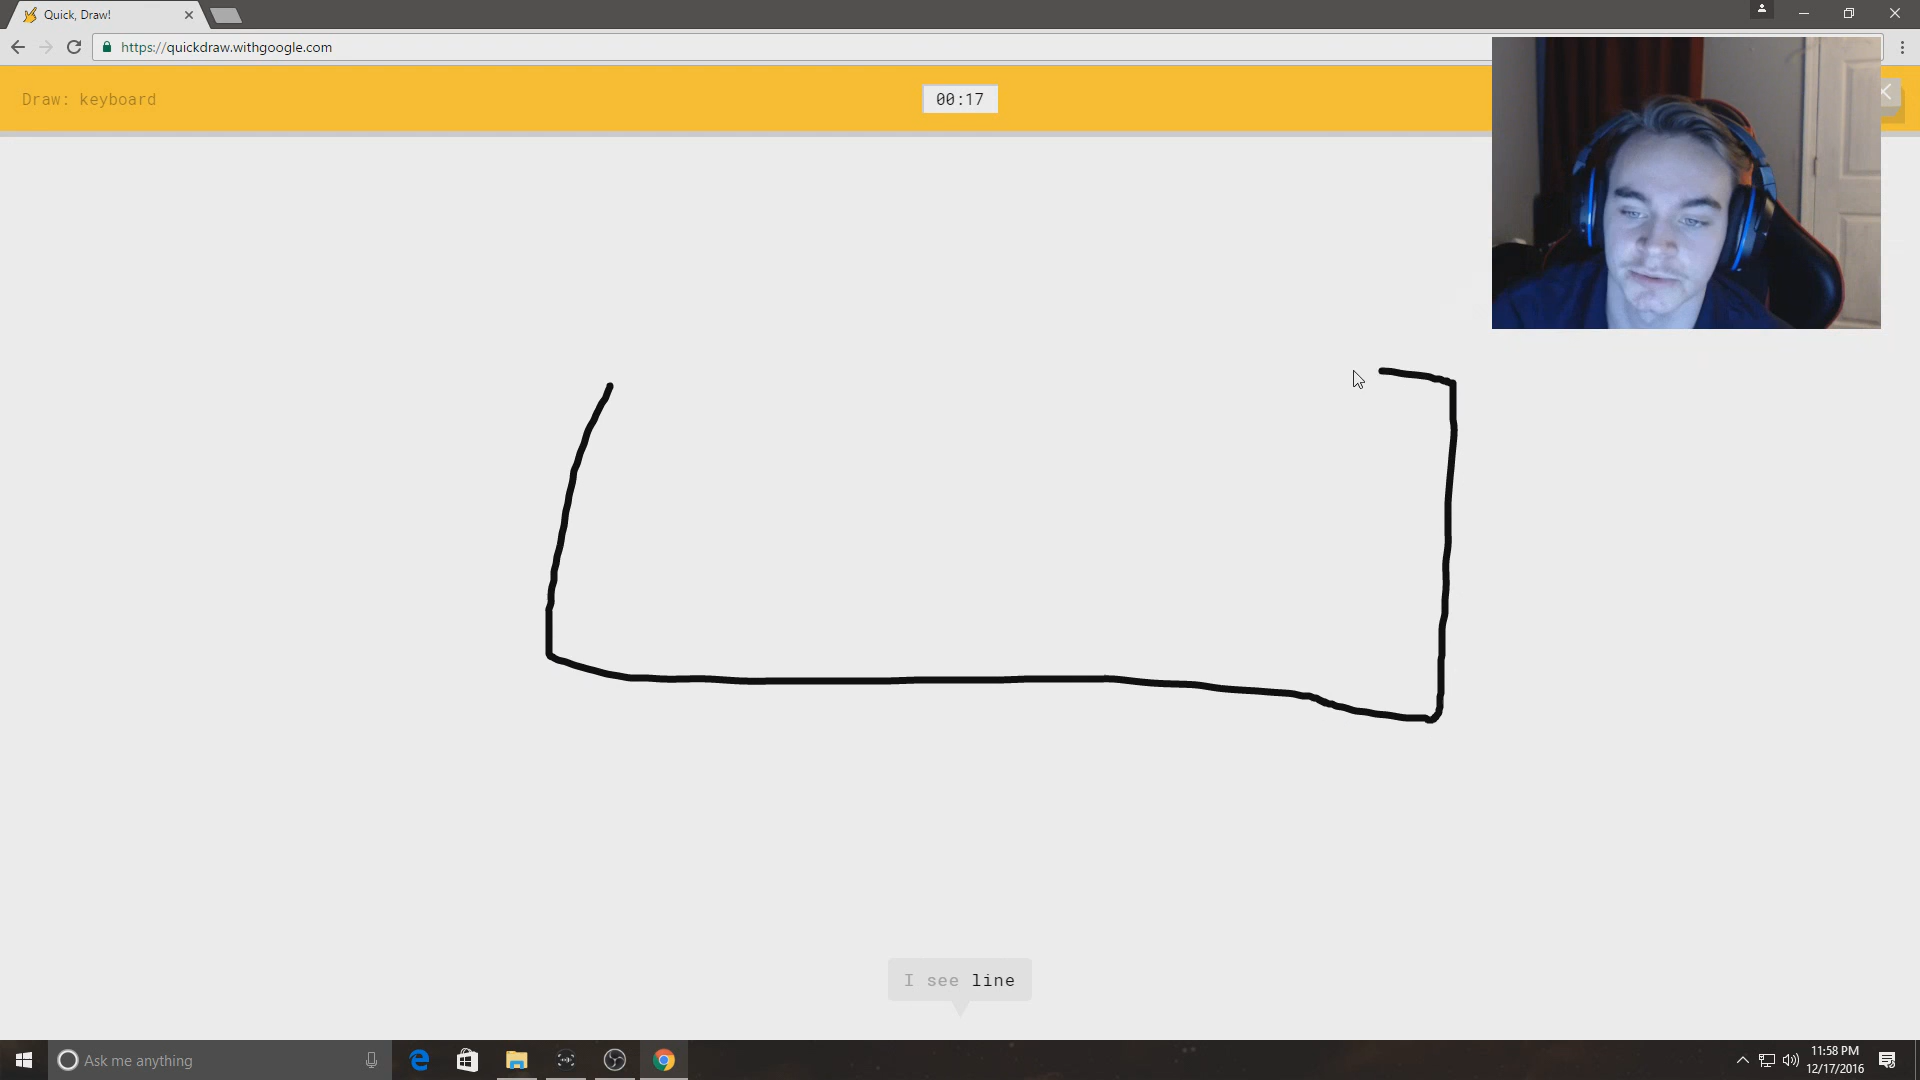 Quick, Draw!
https://quickdraw.withgoogle.com
Draw: keyboard
00:17
I see line
Ask me anything
11:58 PM
12/17/2016